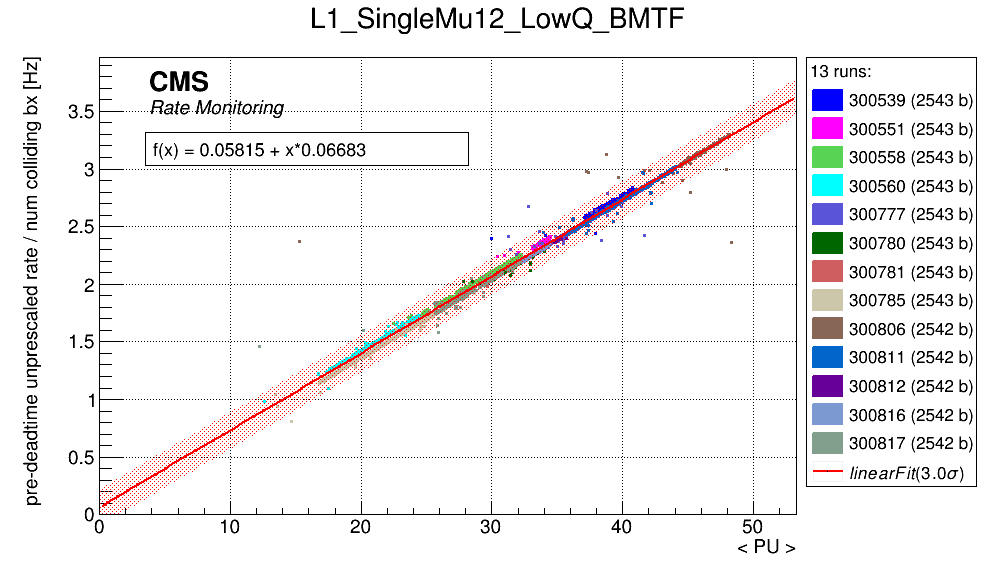 L1_SingleMu12_LowQ_BMTF
pre-deadtime unprescaled rate / num colliding bx [Hz]
CMS
Rate Monitoring
f(x) = 0.05815 + x*0.06683
3.5
3
2.5
2
1.5
1
0.5
0
0 10 20 30 40 50
< PU >
13 runs:
300539 (2543 b)
300551 (2543 b)
300558 (2543 b)
300560 (2543 b)
300777 (2543 b)
300780 (2543 b)
300781 (2543 b)
300785 (2543 b)
300806 (2542 b)
300811 (2542 b)
300812 (2542 b)
300816 (2542 b)
300817 (2542 b)
linearFit(3.0σ)